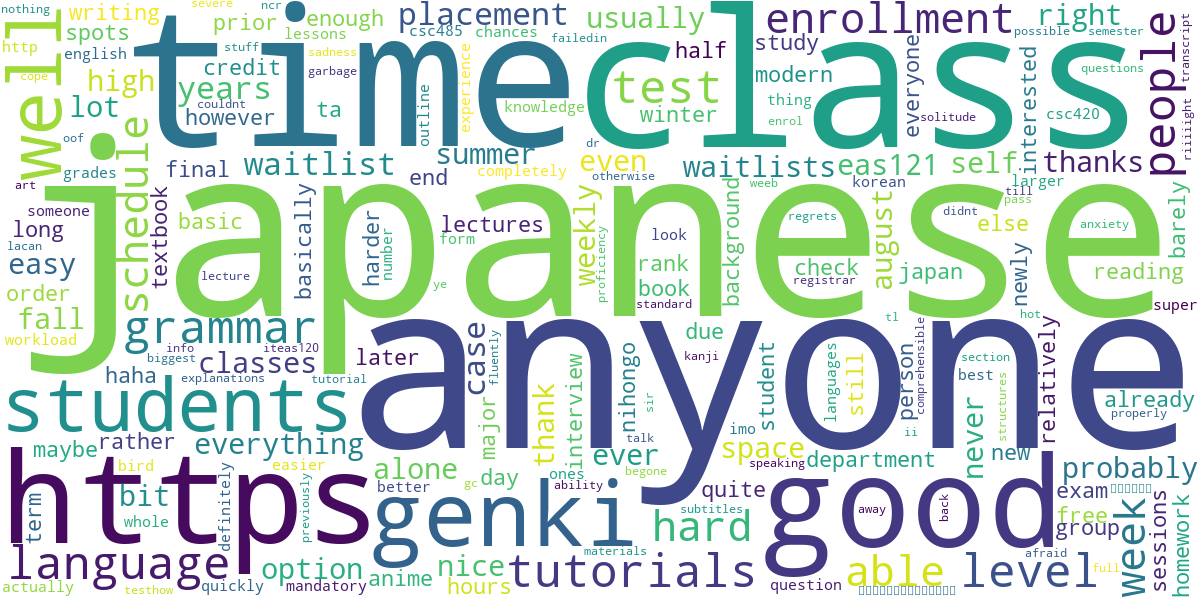 nothing severe ncr enough placement usually enrollment right
writing prior lessons csc485 chances failedin possible semester
http spots sadness half study everyone people transcript
english stuff credit modern interested questions
cope high years garbage knowledge test thing csc420
well lot couldnt however ta outline experience winter enrol solitude riiiight
time class
oof schedule waitlist summer dr even waitlists eas121 self thanks
grades final end completely otherwise weeb korean larger
art textbook basically harder lectures weekly background august till pass barely
someone basic form look regrets didnt else anxiety
long number proficiency newly
lacan japanese
easy lecture ye rank check japan reading
order book registrar super
fall grammar standard due tl hot
workload info iteas120 case fluently later kanji languages person comprehensible section relatively
biggest classes student still best
haha explanations tutorial interview nihongo sir structures already
students anyone properly
maybe rather everything major thank imo ii never new
bird easier alone ever talk space speaking department probably
https better day ones begone
term bit definitely previously gc ability quite away back exam week sessions homework
whole genki hard subtitles good free
language option nice materials afraid group
actually testhow quickly mandatory anime hours tutorials question able level full